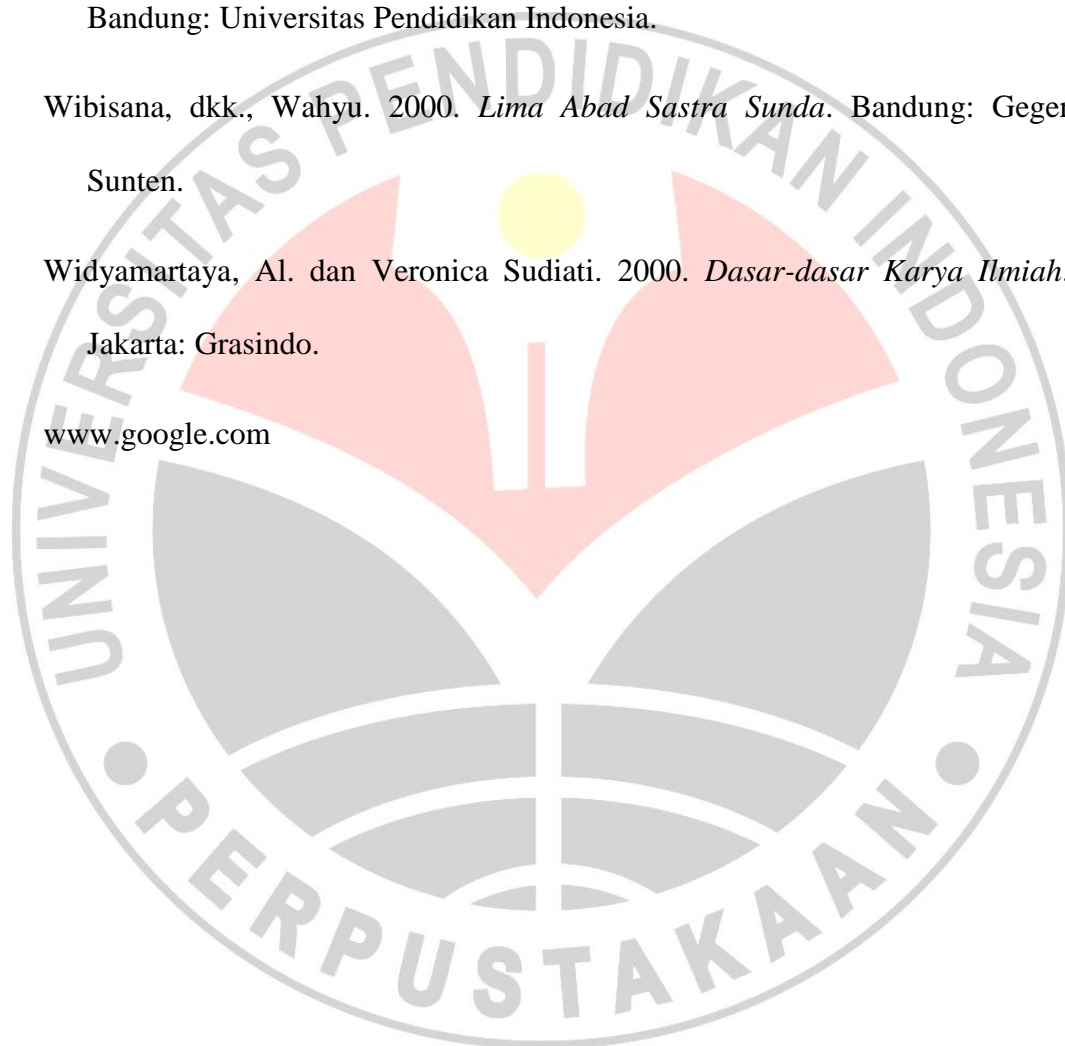 Bandung: Universitas Pendidikan Indonesia.
Wibisana, dkk., Wahyu. 2000. Lima Abad Sastra Sunda. Bandung: Geger
Sunten.
Widyamartaya, Al. dan Veronica Sudiati. 2000. Dasar-dasar Karya Ilmiah.
Jakarta: Grasindo.
www.google.com
UNIVERSITAS PENDIDIKAN INDONESIA
PERPUSTAKAAN